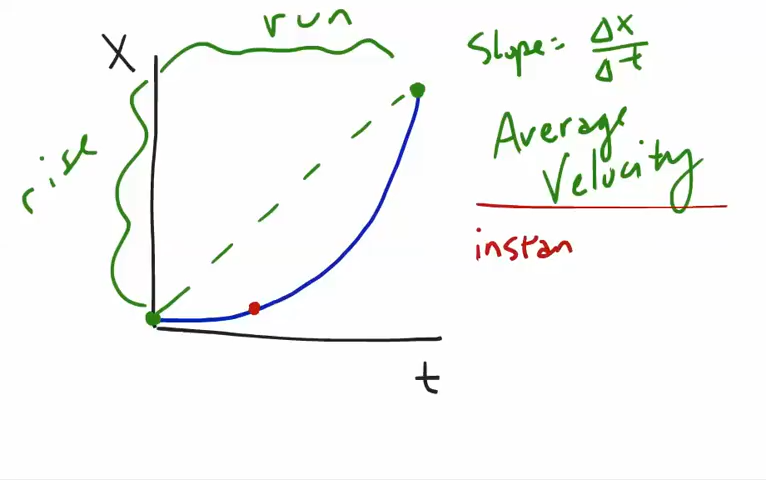 run
X
Slope = Δx
Δt
rise
Average
Velocity
instan
t